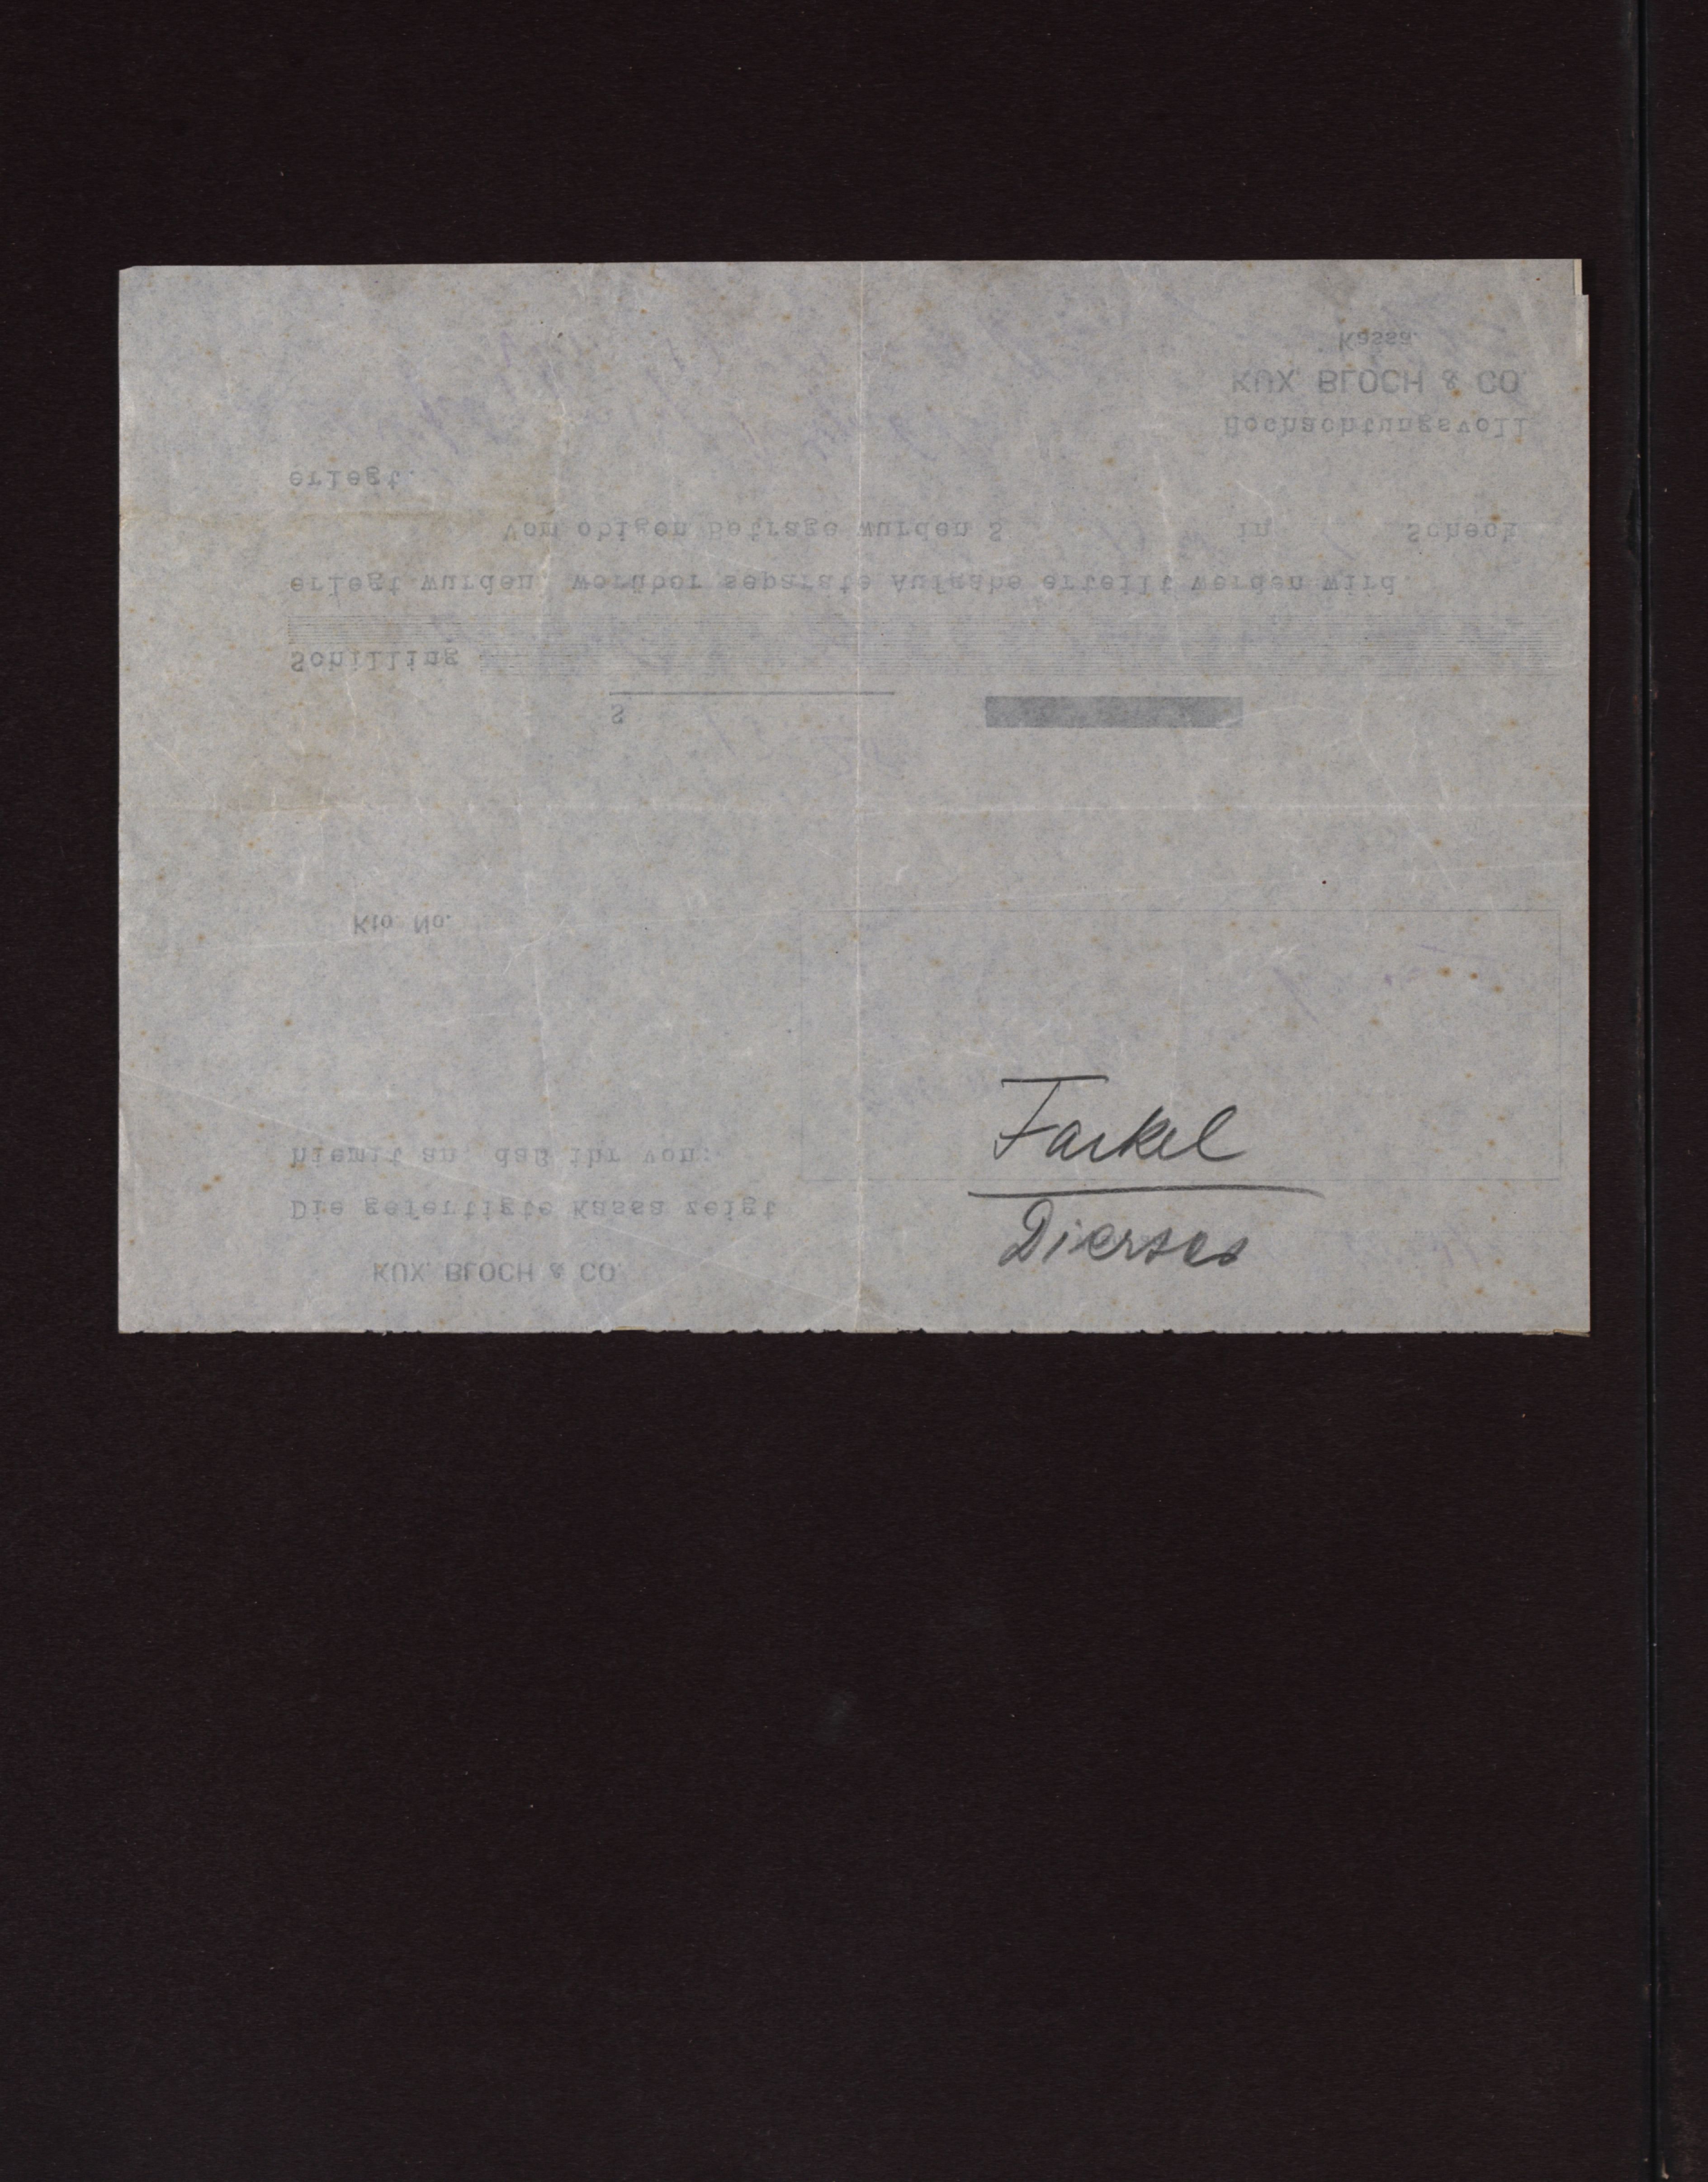 Fackel
Diverses
KUX, BLOCH & CO.
Die gefertigte Kassa zeigt
hiemit an, daß ihr von:
Kto. No.
S
Schilling
erlegt wurden, worüber separate Aufgabe erteilt werden wird.
Vom obigen Betrage wurden S in Scheck
erlegt.
Hochachtungsvoll
KUX, BLOCH & CO.
Kassa.